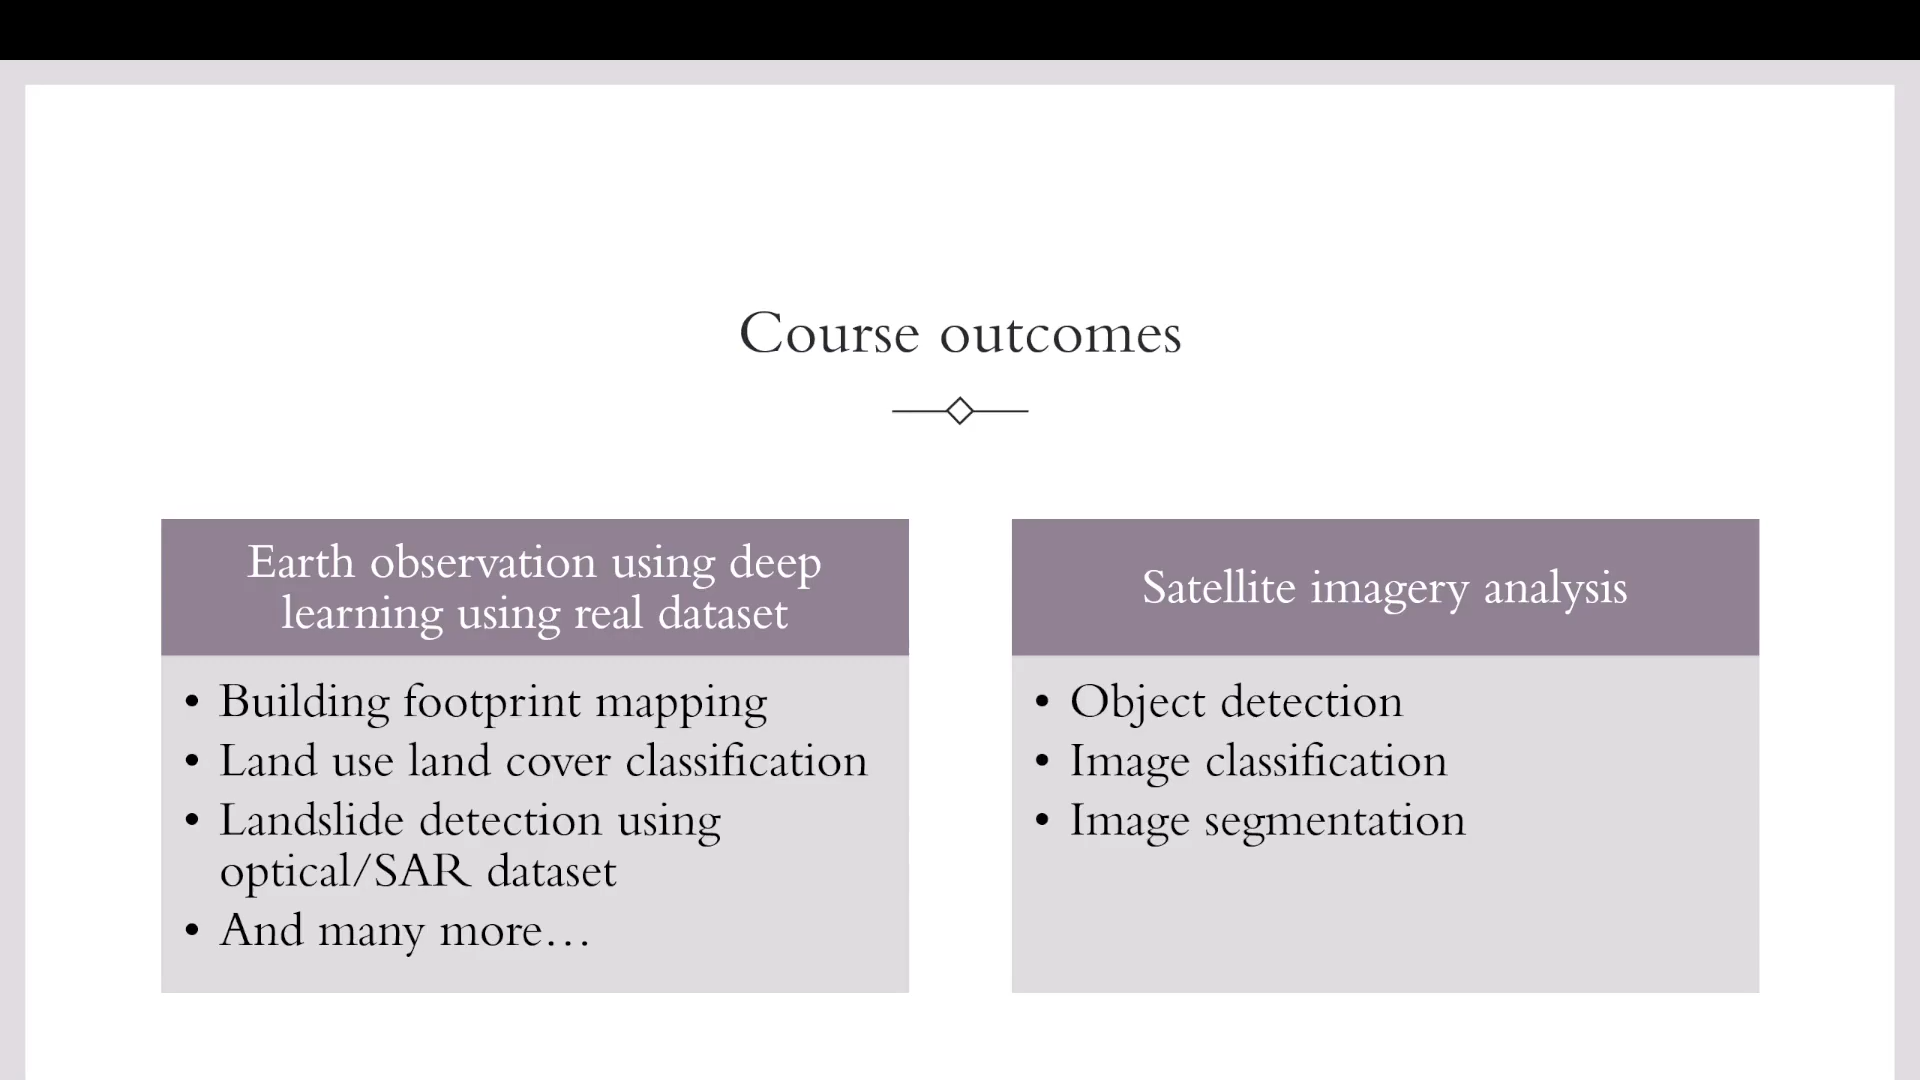 Course outcomes
Earth observation using deep
learning using real dataset
• Building footprint mapping
• Land use land cover classification
• Landslide detection using
optical/SAR dataset
• And many more…
Satellite imagery analysis
• Object detection
• Image classification
• Image segmentation